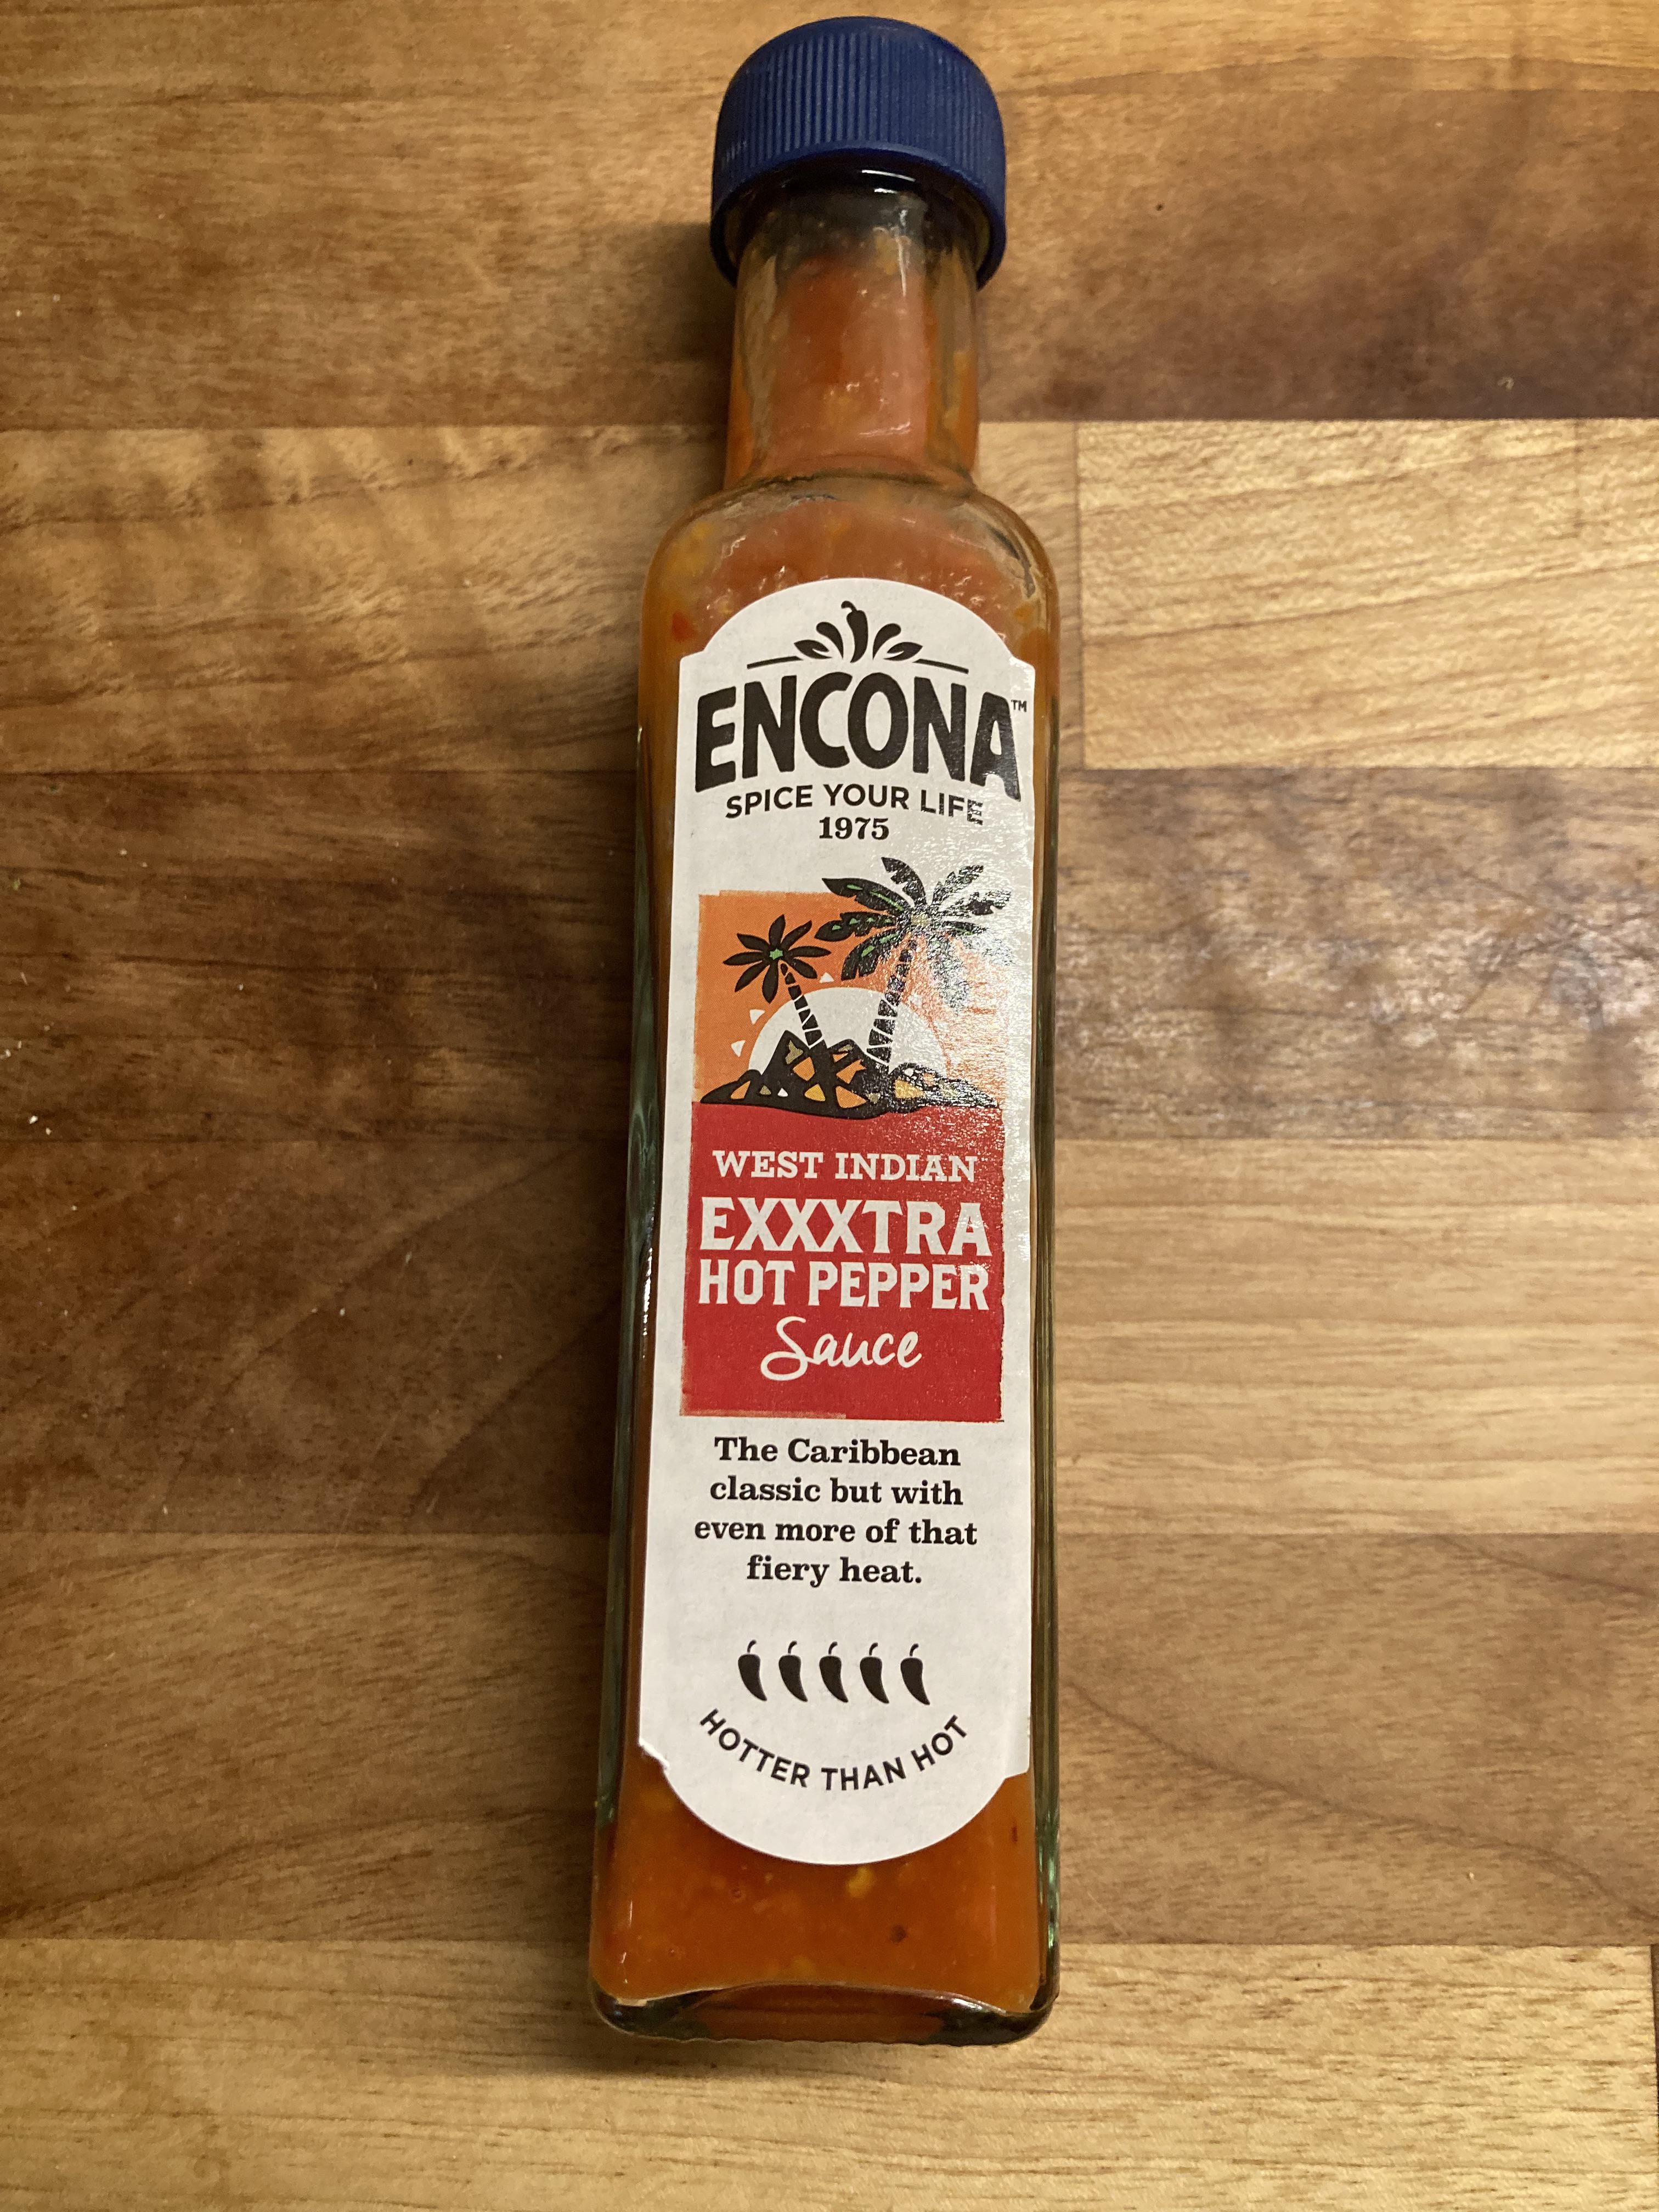 ENCONA™
SPICE YOUR LIFE
1975
WEST INDIAN
EXXXTRA
HOT PEPPER
Sauce
The Caribbean
classic but with
even more of that
fiery heat.
HOTTER THAN HOT